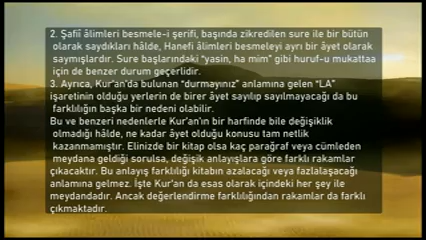 2. Şafiî âlimleri besmele-i şerifi, başında zikredilen sure ile bir bütün
olarak saydıkları hâlde, Hanefi âlimleri besmeleyi ayrı bir âyet olarak
saymışlardır. Sure başlarındaki "yasin, ha mim" gibi huruf-u mukattaa
için de benzer durum geçerlidir.
3. Ayrıca, Kur'an'da bulunan "durmayınız" anlamına gelen "LA"
işaretinin olduğu yerlerin de birer âyet sayılıp sayılmayacağı da bu
farklılığın başka bir nedeni olabilir.
Bu ve benzeri nedenlerle Kur'an'ın bir harfinde bile değişiklik
olmadığı hâlde, ne kadar âyet olduğu konusu tam netlik
kazanmamıştır. Elinizde bir kitap olsa kaç paragraf veya cümleden
meydana geldiği sorulsa, değişik anlayışlara göre farklı rakamlar
çıkacaktır. Bu anlayış farklılığı kitabın azalacağı veya fazlalaşacağı
anlamına gelmez. İşte Kur'an da esas olarak içindeki her şey ile
meydandadır. Ancak değerlendirme farklılığından rakamlar da farklı
çıkmaktadır.